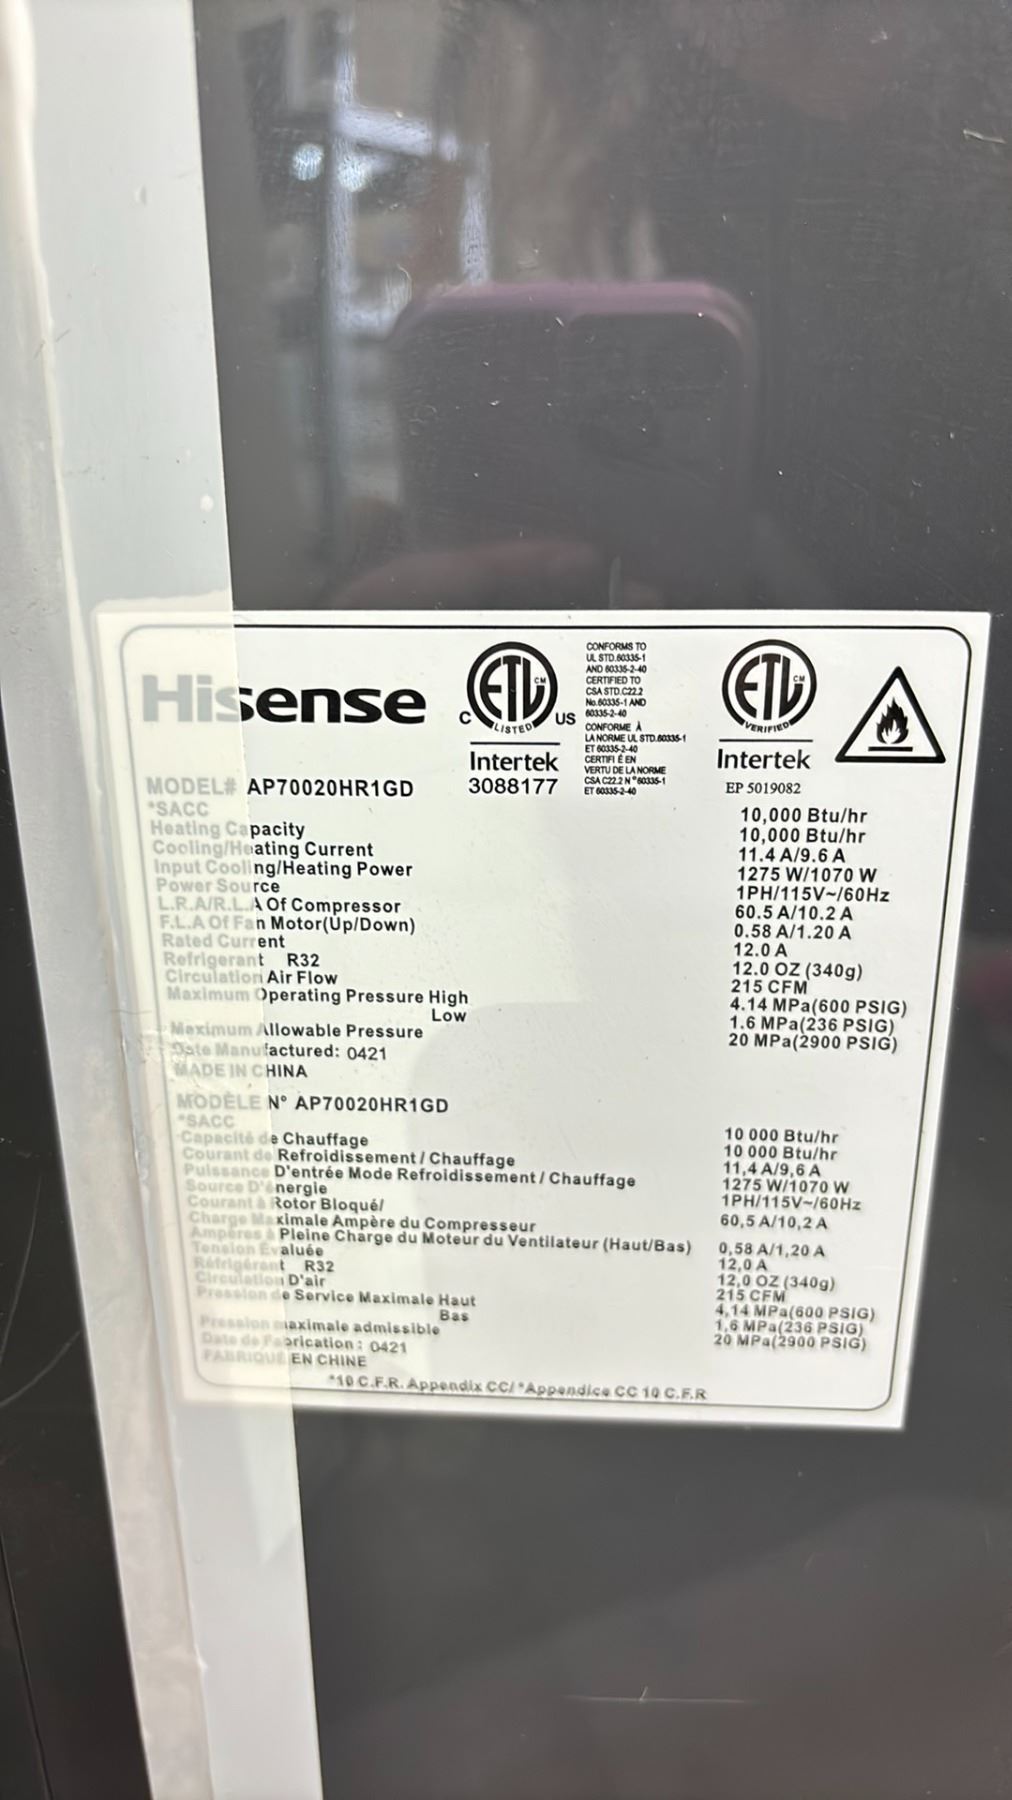 Hisense
C ETL CM LISTED US
Intertek
3088177
CONFORMS TO
UL STD.60335-1
AND 60335-2-40
CERTIFIED TO
CSA STD.C22.2
No.60335-1 AND
60335-2-40
CONFORME À
LA NORME UL STD.60335-1
ET 60335-2-40
CERTIFI É EN
VERTU DE LA NORME
CSA C22.2 N°60335-1
ET 60335-2-40
ETL CM VERIFIED
Intertek
EP 5019082
MODEL# AP70020HR1GD
*SACC 10,000 Btu/hr
Heating Capacity 10,000 Btu/hr
Cooling/Heating Current 11.4 A/9.6 A
Input Cooling/Heating Power 1275 W/1070 W
Power Source 1PH/115V~/60Hz
L.R.A/R.L.A Of Compressor 60.5 A/10.2 A
F.L.A Of Fan Motor(Up/Down) 0.58 A/1.20 A
Rated Current 12.0 A
Refrigerant R32 12.0 OZ (340g)
Circulation Air Flow 215 CFM
Maximum Operating Pressure High 4.14 MPa(600 PSIG)
Low 1.6 MPa(236 PSIG)
Maximum Allowable Pressure 20 MPa(2900 PSIG)
Date Manufactured: 0421
MADE IN CHINA
MODÈLE N° AP70020HR1GD
*SACC 10 000 Btu/hr
Capacité de Chauffage 10 000 Btu/hr
Courant de Refroidissement / Chauffage 11,4 A/9,6 A
Puissance D'entrée Mode Refroidissement / Chauffage 1275 W/1070 W
Source D'énergie 1PH/115V~/60Hz
Courant à Rotor Bloqué/
Charge Maximale Ampère du Compresseur 60,5 A/10,2 A
Ampères à Pleine Charge du Moteur du Ventilateur (Haut/Bas) 0,58 A/1,20 A
Tension Évaluée 12,0 A
Réfrigérant R32 12,0 OZ (340g)
Circulation D'air 215 CFM
Pression de Service Maximale Haut 4,14 MPa(600 PSIG)
Bas 1,6 MPa(236 PSIG)
Pression maximale admissible 20 MPa(2900 PSIG)
Date de Fabrication : 0421
FABRIQUÉ EN CHINE
*10 C.F.R. Appendix CC/ *Appendice CC 10 C.F.R